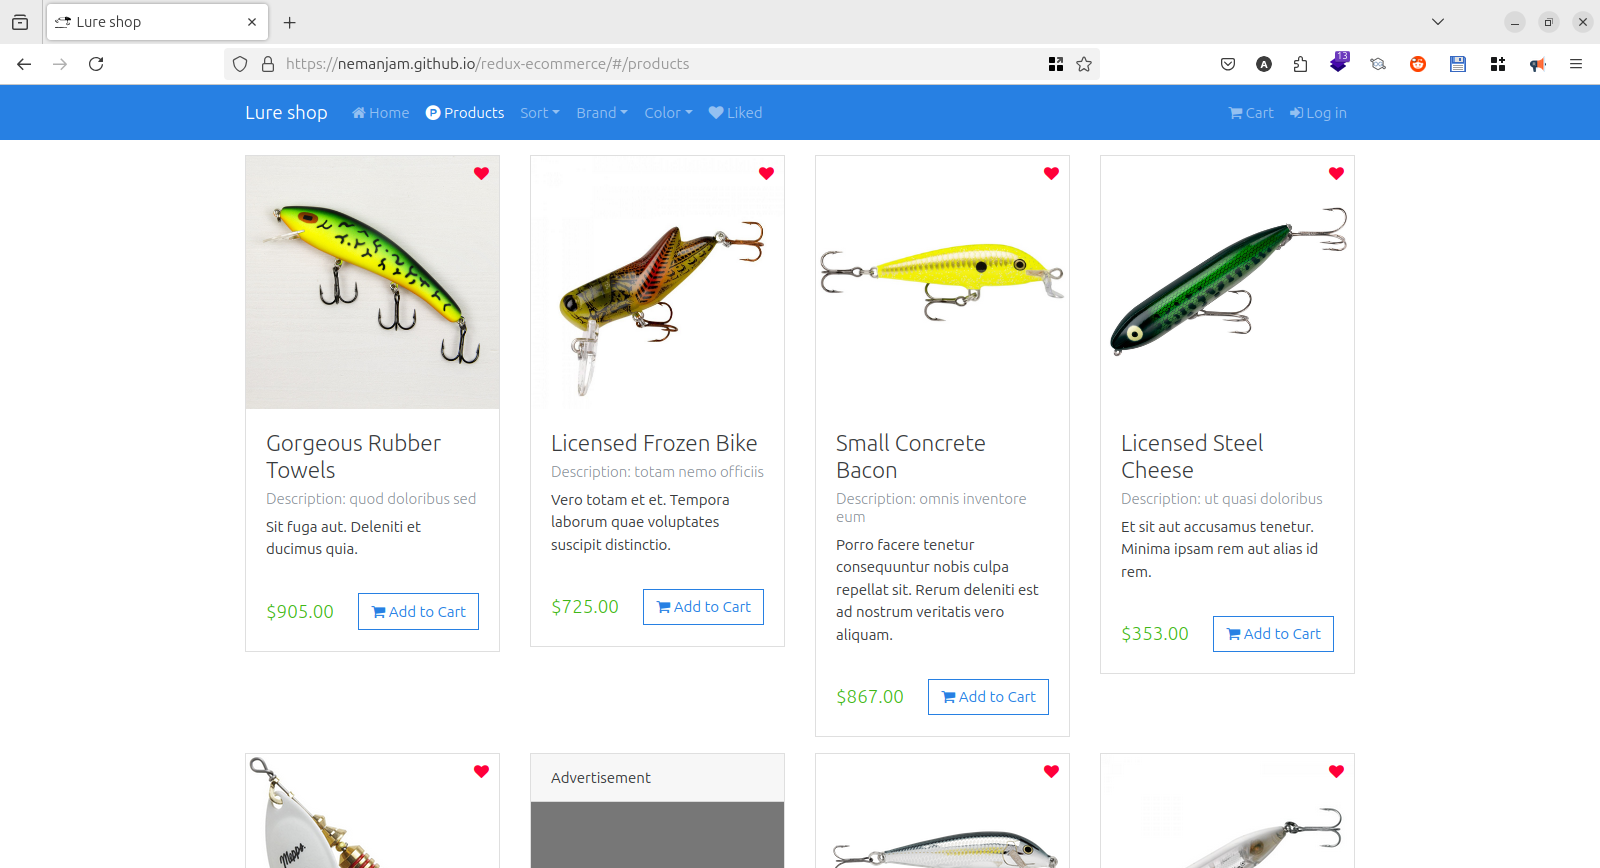 Lure shop
https://nemanjam.github.io/redux-ecommerce/#/products
13
Lure shop
Home
Products
Sort
Brand
Color
Liked
Cart
Log in
Gorgeous Rubber
Towels
Description: quod doloribus sed
Sit fuga aut. Deleniti et
ducimus quia.
$905.00
Add to Cart
Licensed Frozen Bike
Description: totam nemo officiis
Vero totam et et. Tempora
laborum quae voluptates
suscipit distinctio.
$725.00
Add to Cart
Small Concrete
Bacon
Description: omnis inventore
eum
Porro facere tenetur
consequuntur nobis culpa
repellat sit. Rerum deleniti est
ad nostrum veritatis vero
aliquam.
$867.00
Add to Cart
Licensed Steel
Cheese
Description: ut quasi doloribus
Et sit aut accusamus tenetur.
Minima ipsam rem aut alias id
rem.
$353.00
Add to Cart
Mepps
Advertisement